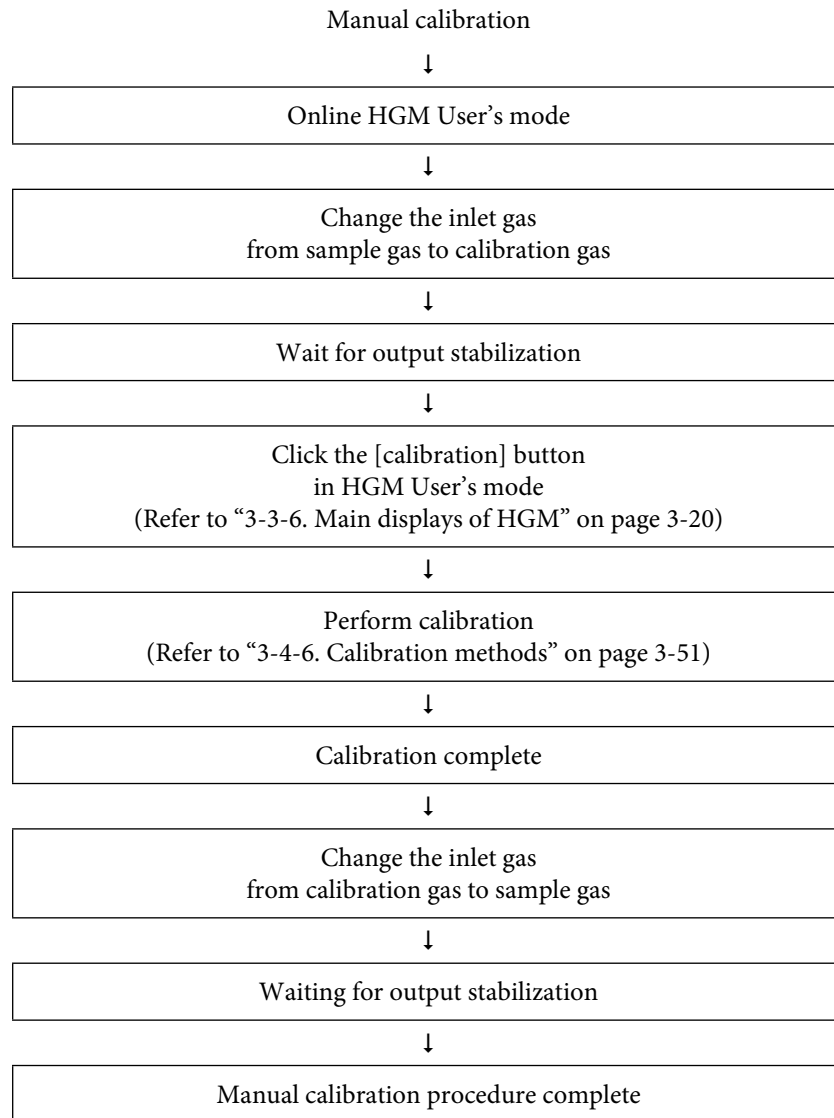 Manual calibration
↓
Online HGM User’s mode
↓
Change the inlet gas
from sample gas to calibration gas
↓
Wait for output stabilization
↓
Click the [calibration] button
in HGM User’s mode
(Refer to “3-3-6. Main displays of HGM” on page 3-20)
↓
Perform calibration
(Refer to “3-4-6. Calibration methods” on page 3-51)
↓
Calibration complete
↓
Change the inlet gas
from calibration gas to sample gas
↓
Waiting for output stabilization
↓
Manual calibration procedure complete